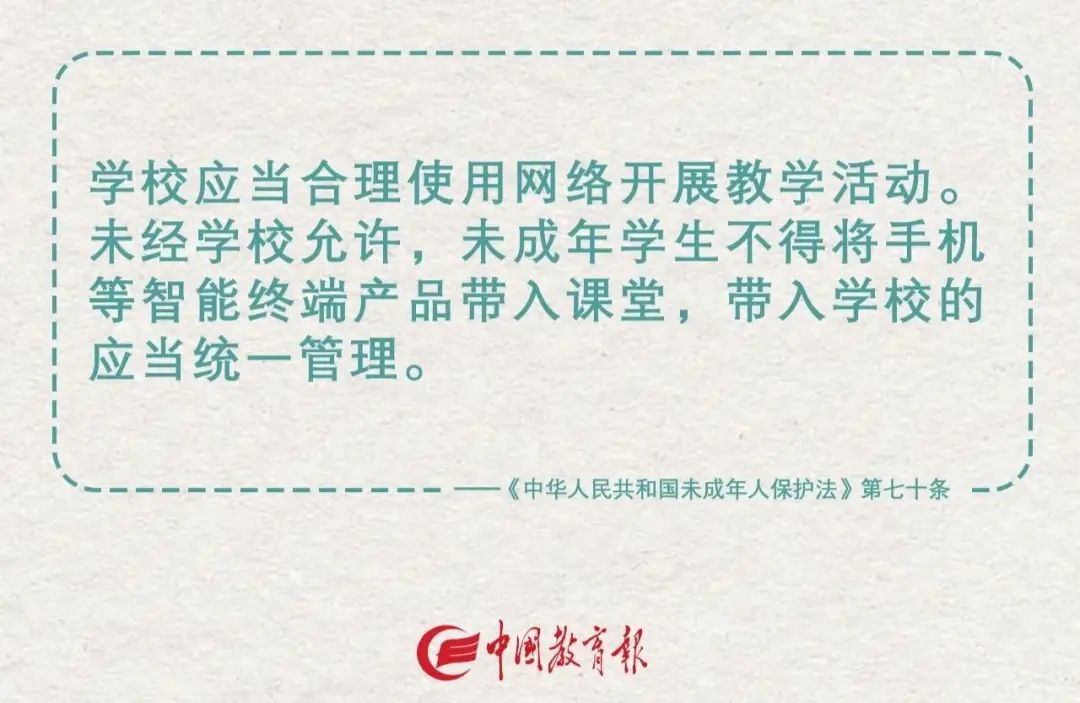 学校应当合理使用网络开展教学活动。
未经学校允许，未成年学生不得将手机
等智能终端产品带入课堂，带入学校的
应当统一管理。
——《中华人民共和国未成年人保护法》第七十条
中国教育報